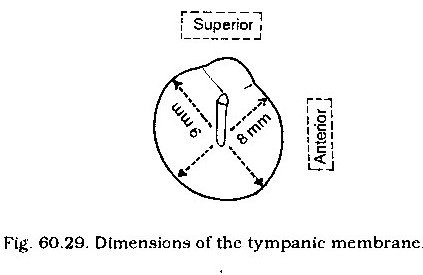 Superior
9 mm
8 mm
Anterior
Fig. 60.29. Dimensions of the tympanic membrane.